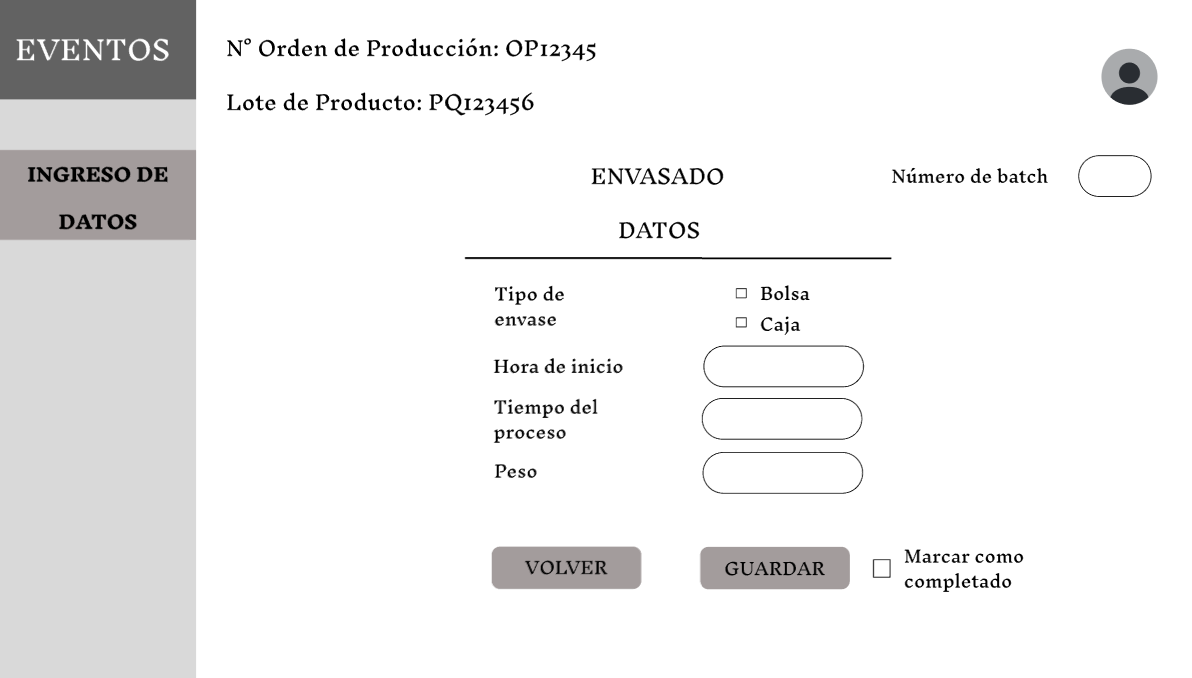 EVENTOS
N° Orden de Producción: OP12345
Lote de Producto: PQ123456
INGRESO DE
DATOS
ENVASADO
Número de batch
DATOS
Tipo de
envase
Bolsa
Caja
Hora de inicio
Tiempo del
proceso
Peso
VOLVER
GUARDAR
Marcar como
completado